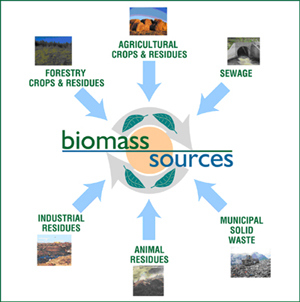 AGRICULTURAL
CROPS & RESIDUES
FORESTRY
CROPS & RESIDUES
SEWAGE
biomass
sources
INDUSTRIAL
RESIDUES
ANIMAL
RESIDUES
MUNICIPAL
SOLID
WASTE